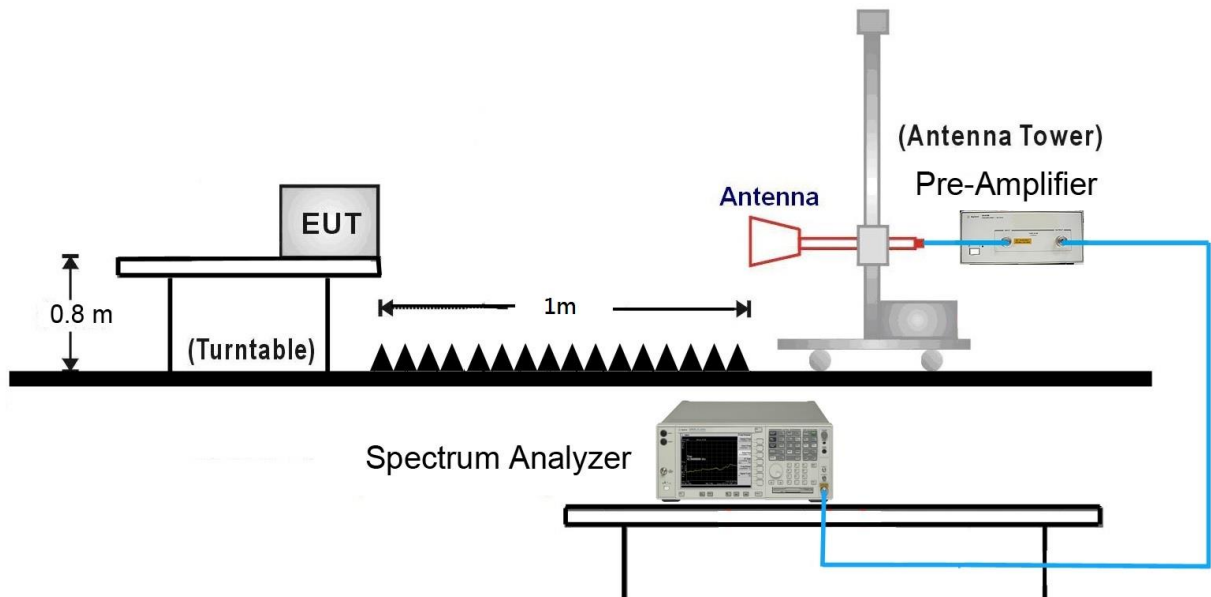 (Antenna Tower)
Pre-Amplifier
Antenna
EUT
0.8 m
1m
(Turntable)
Spectrum Analyzer